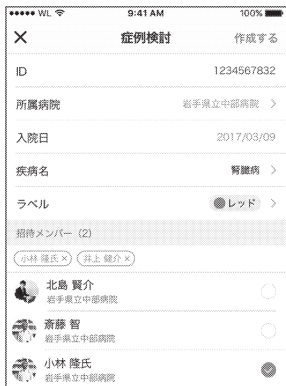 ●●●●● WL 9:41 AM 100%
× 症例検討 作成する
ID 1234567832
所属病院 岩手県立中部病院 >
入院日 2017/03/09
疾病名 腎臓病 >
ラベル ●レッド >
招待メンバー (2)
小林 隆氏 × 井上 健介 ×
北島 賢介
岩手県立中部病院
斎藤 智
岩手県立中部病院
小林 隆氏
岩手県立中部病院